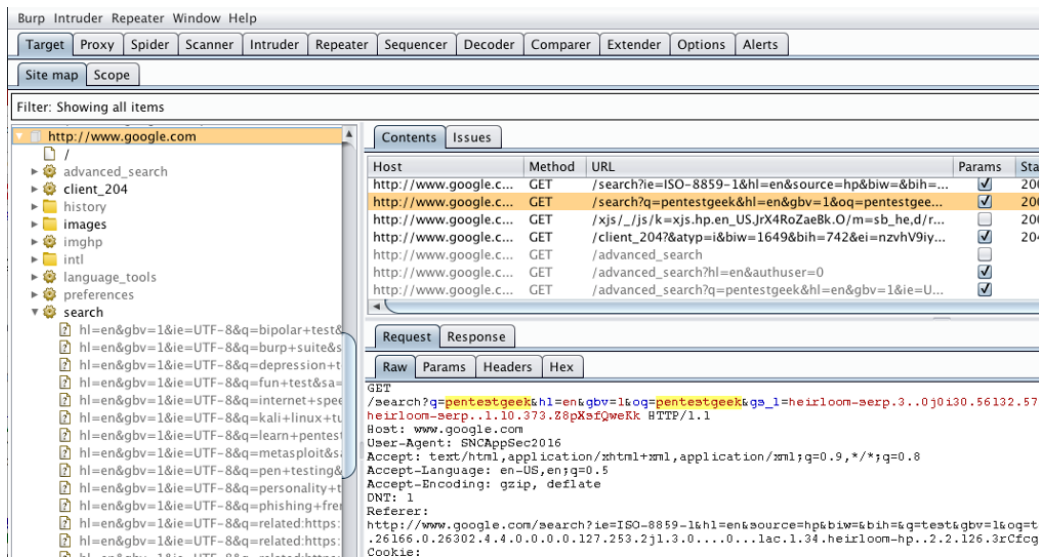 Burp Intruder Repeater Window Help
Target Proxy Spider Scanner Intruder Repeater Sequencer Decoder Comparer Extender Options Alerts
Site map Scope
Filter: Showing all items
http://www.google.com
/
advanced_search
client_204
history
images
imghp
intl
language_tools
preferences
search
hl=en&gbv=1&ie=UTF-8&q=bipolar+test&
hl=en&gbv=1&ie=UTF-8&q=burp+suite&s
hl=en&gbv=1&ie=UTF-8&q=depression+t
hl=en&gbv=1&ie=UTF-8&q=fun+test&sa=
hl=en&gbv=1&ie=UTF-8&q=internet+spee
hl=en&gbv=1&ie=UTF-8&q=kali+linux+tu
hl=en&gbv=1&ie=UTF-8&q=learn+pentest
hl=en&gbv=1&ie=UTF-8&q=metasploit&s
hl=en&gbv=1&ie=UTF-8&q=pen+testing&
hl=en&gbv=1&ie=UTF-8&q=personality+t
hl=en&gbv=1&ie=UTF-8&q=phishing+fre
hl=en&gbv=1&ie=UTF-8&q=related:https:
hl=en&gbv=1&ie=UTF-8&q=related:https:
Contents Issues
Host Method URL Params Sta
http://www.google.c... GET /search?ie=ISO-8859-1&hl=en&source=hp&biw=&bih=... 200
http://www.google.c... GET /search?q=pentestgeek&hl=en&gbv=1&oq=pentestgee... 200
http://www.google.c... GET /xjs/_/js/k=xjs.hp.en_US.JrX4RoZaeBk.O/m=sb_he,d/r... 200
http://www.google.c... GET /client_204?&atyp=i&biw=1649&bih=742&ei=nzvhV9iy... 204
http://www.google.c... GET /advanced_search
http://www.google.c... GET /advanced_search?hl=en&authuser=0
http://www.google.c... GET /advanced_search?q=pentestgeek&hl=en&gbv=1&ie=U...
Request Response
Raw Params Headers Hex
GET
/search?q=pentestgeek&hl=en&gbv=1&oq=pentestgeek&gs_l=heirloom-serp.3..0j0i30.56132.57
heirloom-serp..1.10.373.Z8pXsfQweKk HTTP/1.1
Host: www.google.com
User-Agent: SNCAppSec2016
Accept: text/html,application/xhtml+xml,application/xml;q=0.9,*/*;q=0.8
Accept-Language: en-US,en;q=0.5
Accept-Encoding: gzip, deflate
DNT: 1
Referer:
http://www.google.com/search?ie=ISO-8859-1&hl=en&source=hp&biw=&bih=&q=test&gbv=1&oq=t
.26166.0.26302.4.4.0.0.0.0.127.253.2j1.3.0....0...1ac.1.34.heirloom-hp..2.2.126.3rCfcg
Cookie: